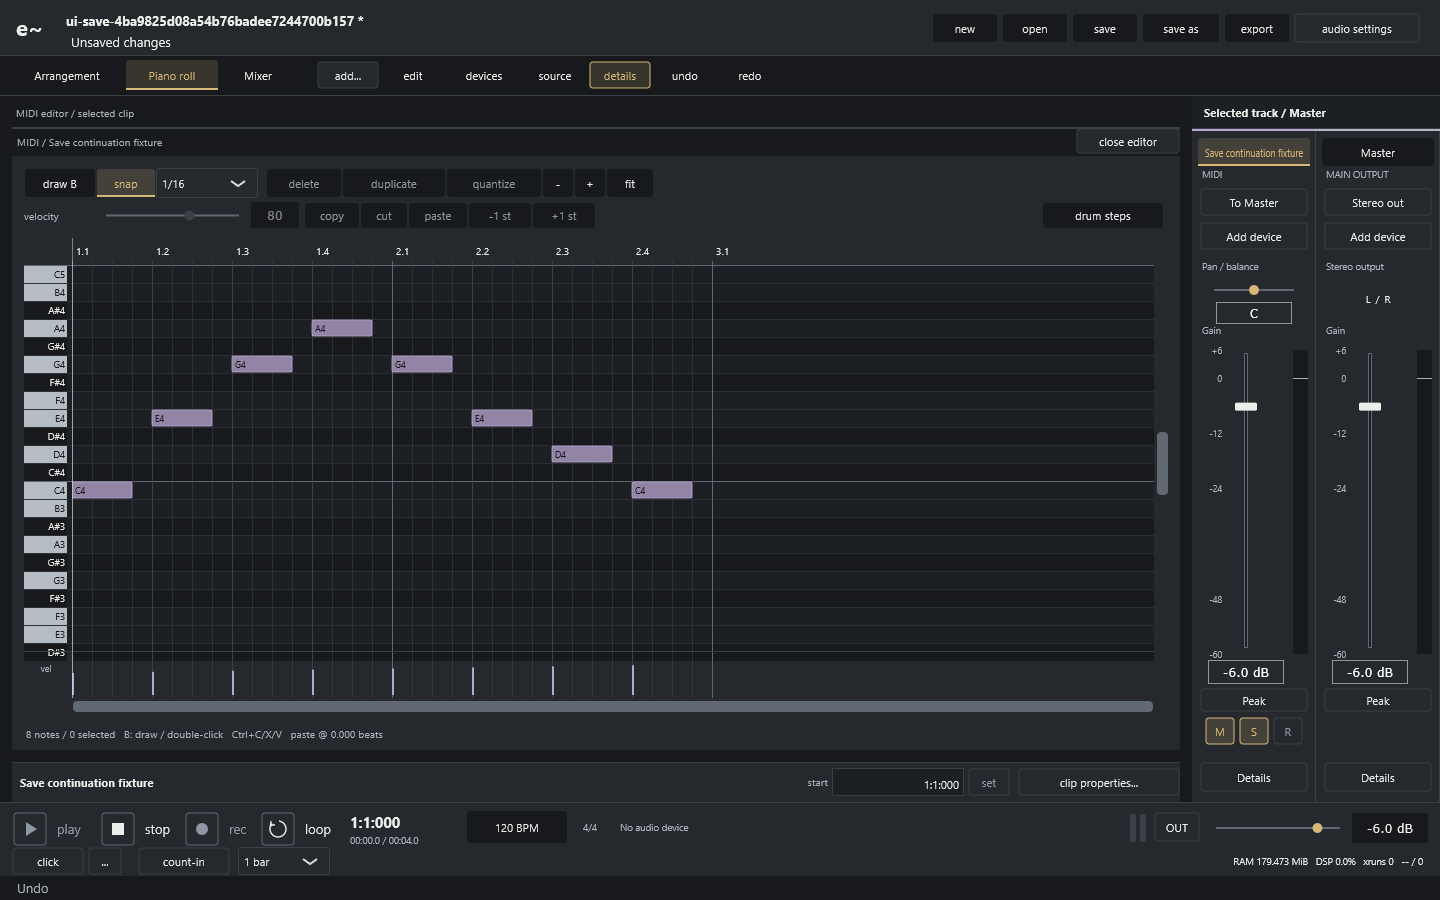 e~ ui-save-4ba9825d08a54b76badee7244700b157 * new open save save as export audio settings
Unsaved changes
Arrangement Piano roll Mixer add... edit devices source details undo redo
MIDI editor / selected clip
MIDI / Save continuation fixture close editor
draw B snap 1/16 delete duplicate quantize - + fit
velocity 80 copy cut paste -1 st +1 st drum steps
1.1 1.2 1.3 1.4 2.1 2.2 2.3 2.4 3.1
C5
B4
A#4
A4 A4
G#4
G4 G4 G4
F#4
F4
E4 E4 E4
D#4
D4 D4
C#4
C4 C4 C4
B3
A#3
A3
G#3
G3
F#3
F3
E3
D#3
vel
8 notes / 0 selected B: draw / double-click Ctrl+C/X/V paste @ 0.000 beats
Save continuation fixture start 1:1:000 set clip properties...
Selected track / Master
Save continuation fixture Master
MIDI MAIN OUTPUT
To Master Stereo out
Add device Add device
Pan / balance Stereo output
L / R
C
Gain Gain
+6 +6
0 0
-12 -12
-24 -24
-48 -48
-60 -60
-6.0 dB -6.0 dB
Peak Peak
M S R
Details Details
play stop rec loop 1:1:000 120 BPM 4/4 No audio device OUT -6.0 dB
00:00.0 / 00:04.0
click ... count-in 1 bar RAM 179.473 MiB DSP 0.0% xruns 0 -- / 0
Undo